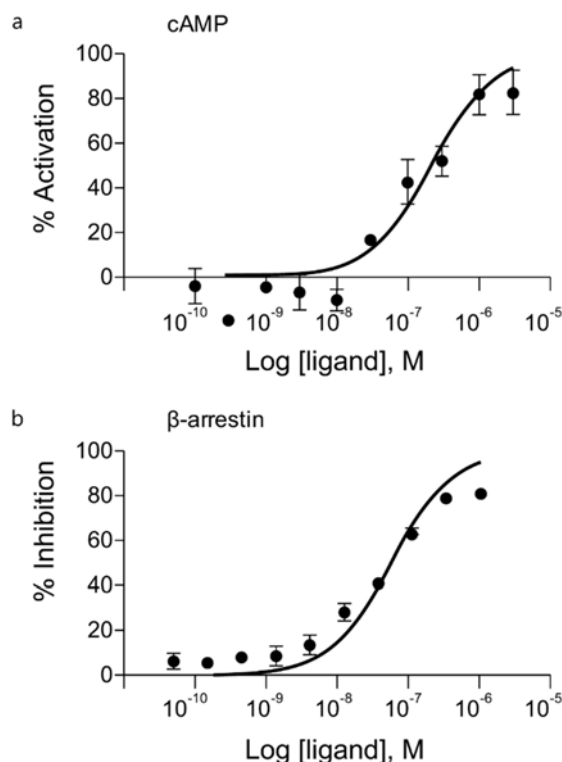 a
cAMP
100
80
60
40
20
0
% Activation
10⁻¹⁰ 10⁻⁹ 10⁻⁸ 10⁻⁷ 10⁻⁶ 10⁻⁵
Log [ligand], M
b
β-arrestin
100
80
60
40
20
0
% Inhibition
10⁻¹⁰ 10⁻⁹ 10⁻⁸ 10⁻⁷ 10⁻⁶ 10⁻⁵
Log [ligand], M